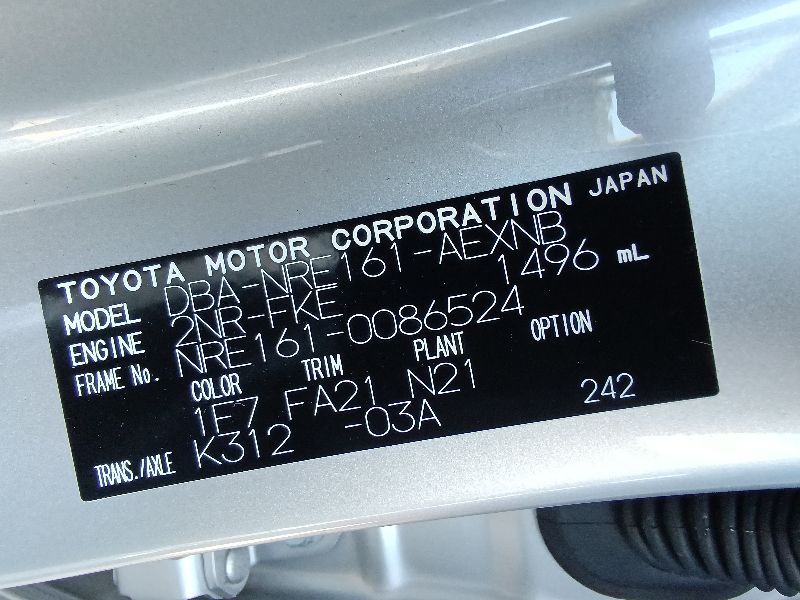 TOYOTA MOTOR CORPORATION JAPAN
MODEL DBA-NRE161-AEXNB
ENGINE 2NR-FKE 1496 mL
FRAME No. NRE161-0086524
COLOR TRIM PLANT OPTION
1F7 FA21 N21
TRANS./AXLE K312 -03A 242